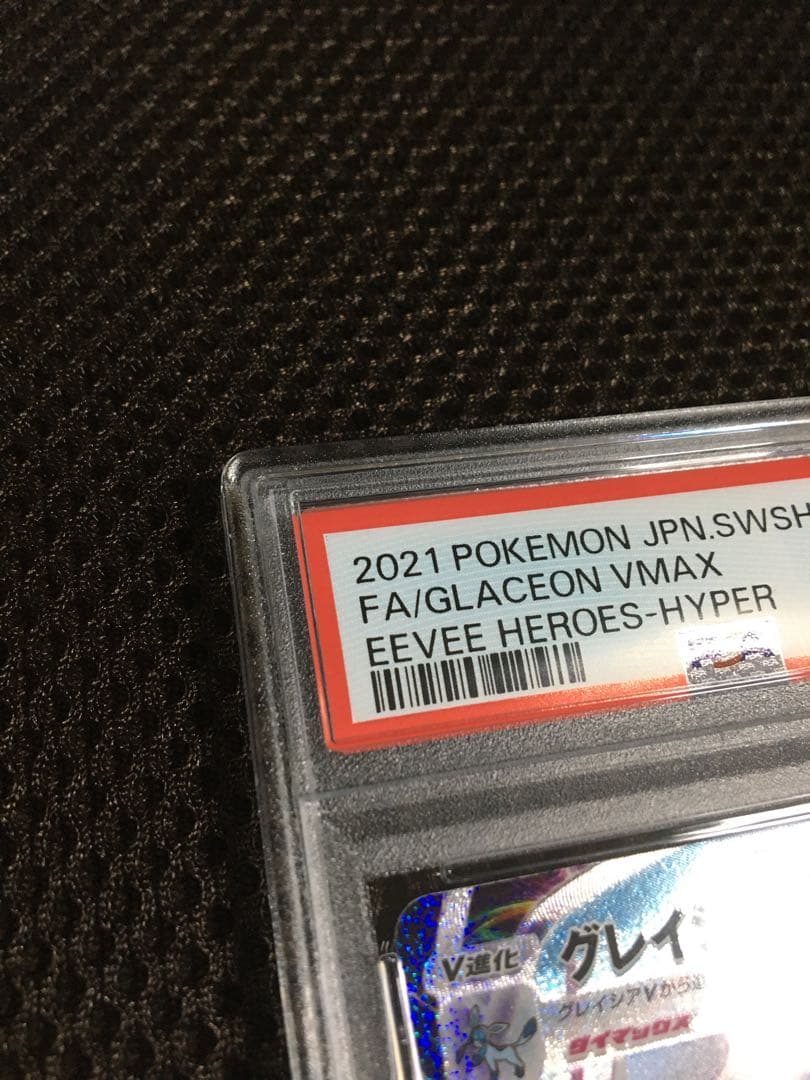 2021 POKEMON JPN.SWSH
FA/GLACEON VMAX
EEVEE HEROES-HYPER
V進化
グレイ
グレイシアVから進
ダイマックス